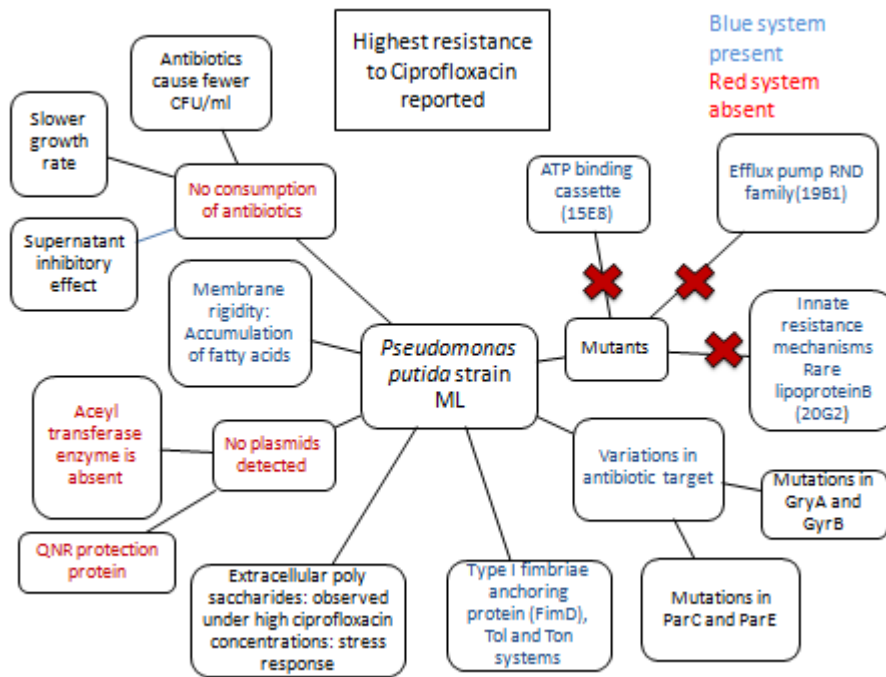 Antibiotics
cause fewer
CFU/ml
Highest resistance
to Ciprofloxacin
reported
Blue system
present
Red system
absent
Slower
growth
rate
No consumption
of antibiotics
ATP binding
cassette
(15E8)
Efflux pump RND
family(19B1)
Supernatant
inhibitory
effect
Membrane
rigidity:
Accumulation
of fatty acids
Pseudomonas
putida strain
ML
Mutants
Innate
resistance
mechanisms
Rare
lipoproteinB
(20G2)
Aceyl
transferase
enzyme is
absent
No plasmids
detected
Variations in
antibiotic target
Mutations in
GryA and
GyrB
QNR protection
protein
Extracellular poly
saccharides: observed
under high ciprofloxacin
concentrations: stress
response
Type I fimbriae
anchoring
protein (FimD),
Tol and Ton
systems
Mutations in
ParC and ParE